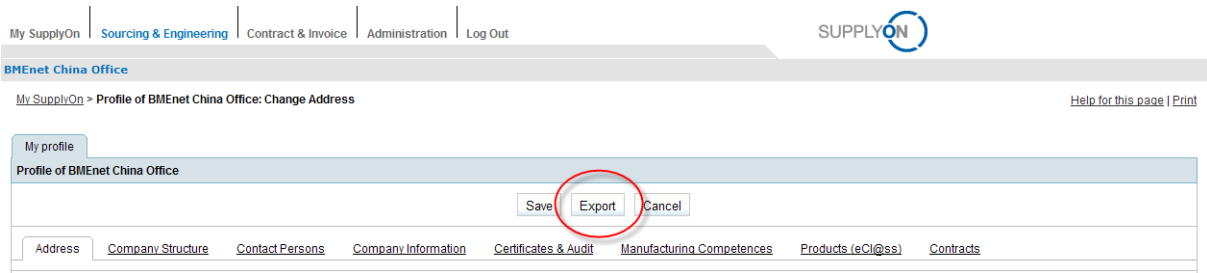 My SupplyOn Sourcing & Engineering Contract & Invoice Administration Log Out SUPPLYON
BMEnet China Office
My SupplyOn > Profile of BMEnet China Office: Change Address Help for this page | Print
My profile
Profile of BMEnet China Office
Save Export Cancel
Address Company Structure Contact Persons Company Information Certificates & Audit Manufacturing Competences Products (eCl@ss) Contracts